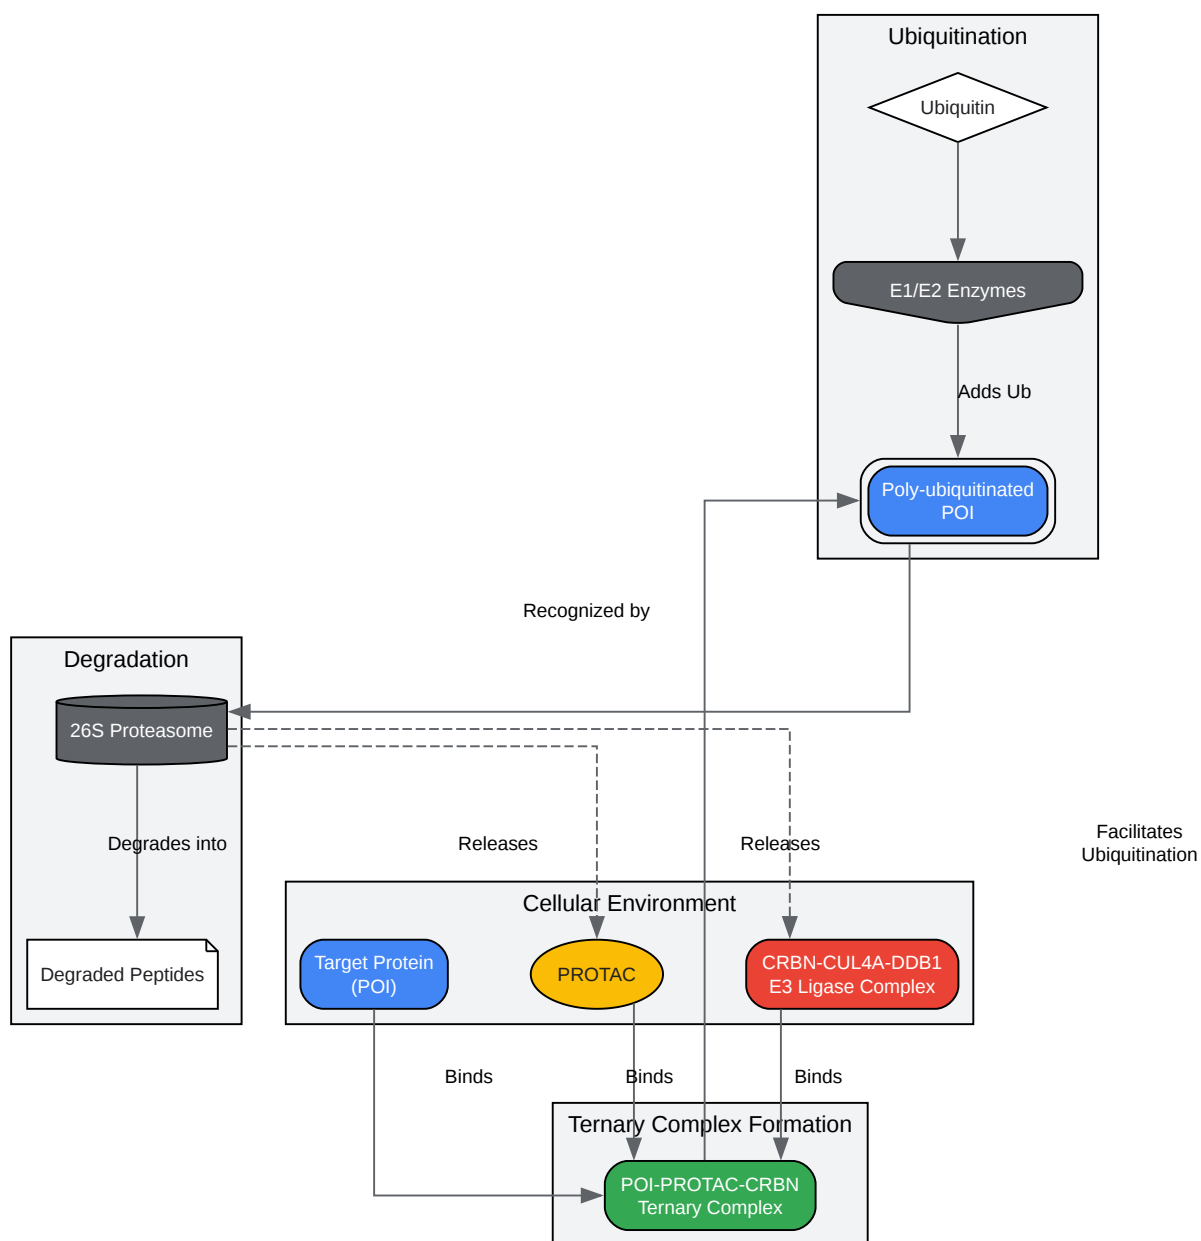 Ubiquitination
Ubiquitin
E1/E2 Enzymes
Adds Ub
Poly-ubiquitinated
POI
Recognized by
Degradation
26S Proteasome
Degrades into
Releases
Releases
Facilitates
Ubiquitination
Cellular Environment
Degraded Peptides
Target Protein
(POI)
PROTAC
CRBN-CUL4A-DDB1
E3 Ligase Complex
Binds
Binds
Binds
Ternary Complex Formation
POI-PROTAC-CRBN
Ternary Complex